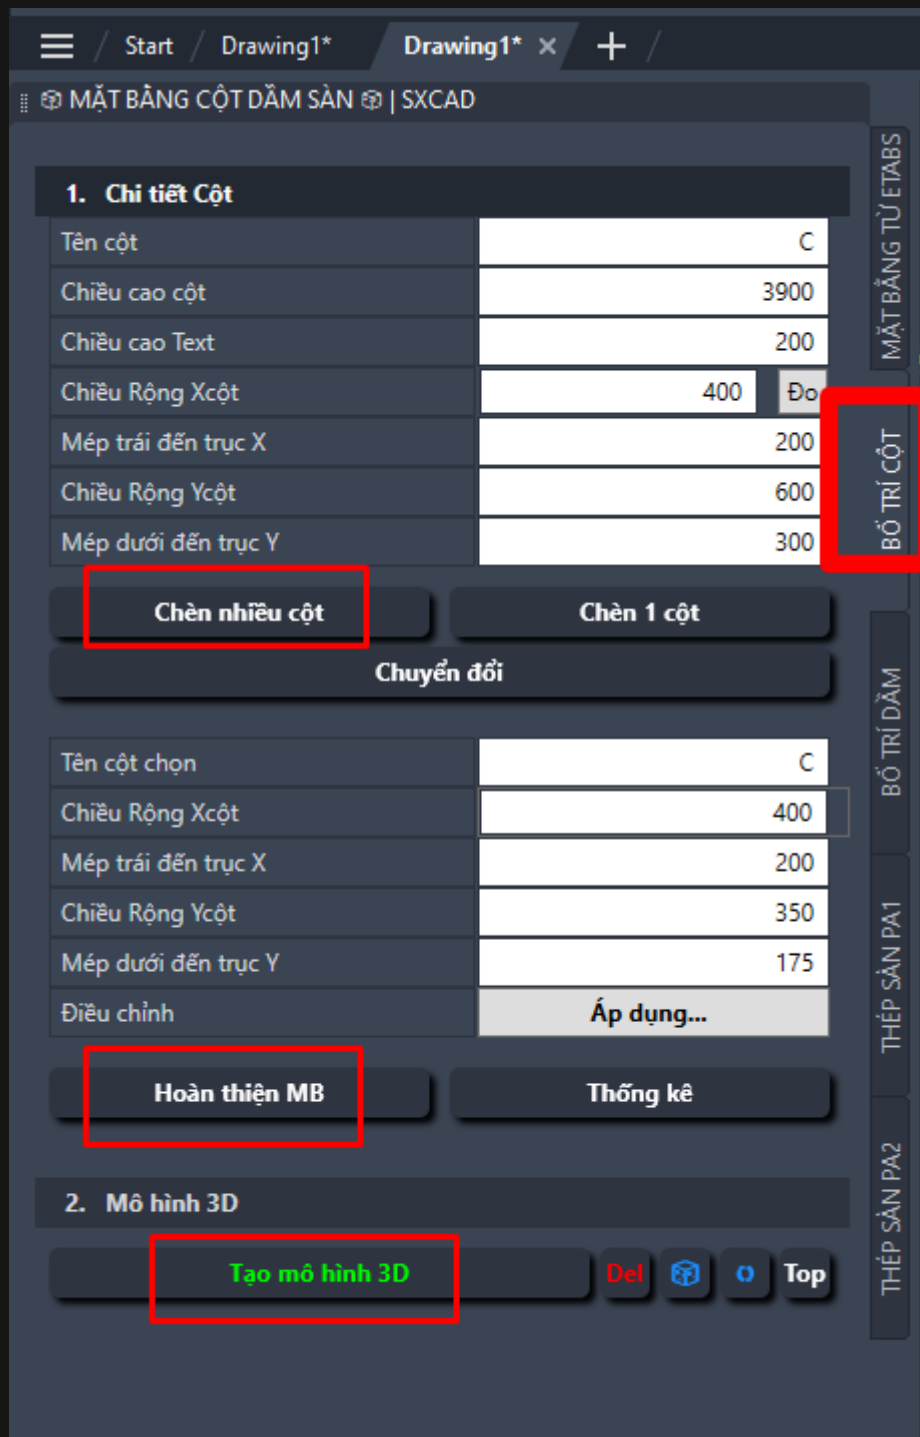 Start / Drawing1* Drawing1* × +
MẶT BẰNG CỘT DẦM SÀN | SXCAD
1. Chi tiết Cột
Tên cột C
Chiều cao cột 3900
Chiều cao Text 200
Chiều Rộng Xcột 400 Đo
Mép trái đến trục X 200
Chiều Rộng Ycột 600
Mép dưới đến trục Y 300
Chèn nhiều cột Chèn 1 cột
Chuyển đổi
Tên cột chọn C
Chiều Rộng Xcột 400
Mép trái đến trục X 200
Chiều Rộng Ycột 350
Mép dưới đến trục Y 175
Điều chỉnh Áp dụng...
Hoàn thiện MB Thống kê
2. Mô hình 3D
Tạo mô hình 3D Del Top
MẶT BẰNG TỪ ETABS
BỐ TRÍ CỘT
BỐ TRÍ DẦM
THÉP SÀN PA1
THÉP SÀN PA2